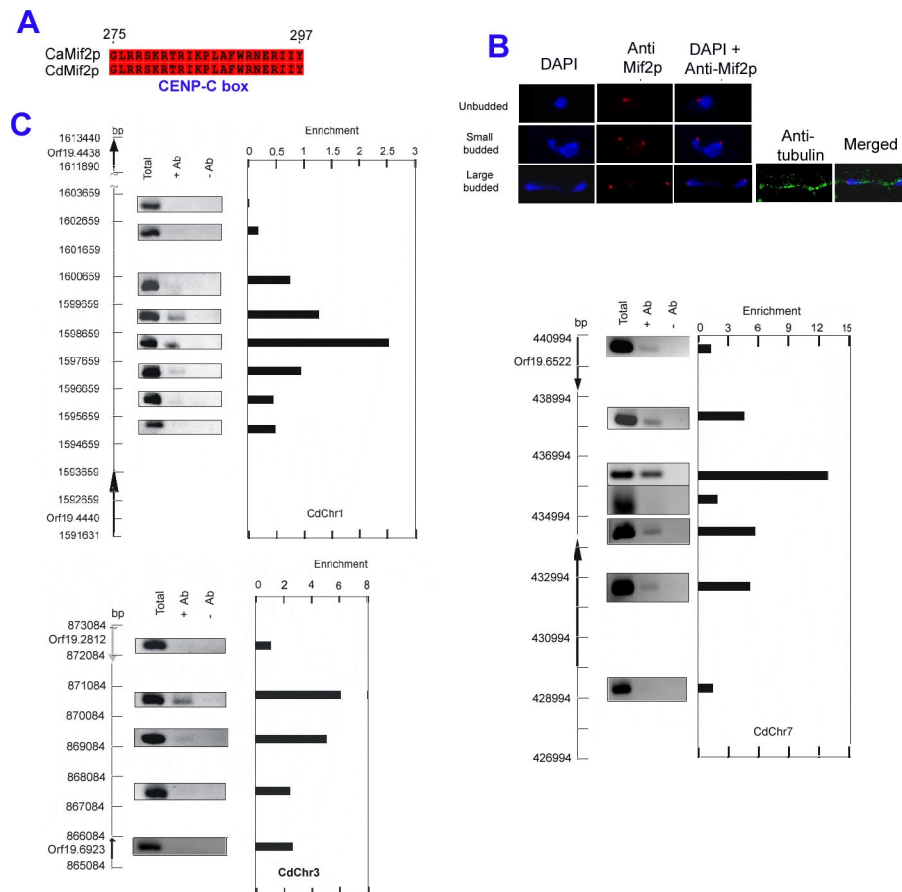 A
275 297
CaMif2p GLRRSKRTRIKPLAFWRNERIIY
CdMif2p GLRRSKRTRIKPLAFWRNERIIY
CENP-C box
B
DAPI
Anti
Mif2p
DAPI +
Anti-Mif2p
Unbudded
Small
budded
Large
budded
Anti-
tubulin
Merged
C
bp
Total
+ Ab
- Ab
Enrichment
0 0.5 1 1.5 2 2.5 3
1613440
Orf19.4438
1611890
1603659
1602659
1601659
1600659
1599659
1598659
1597659
1596659
1595659
1594659
1593659
1592659
Orf19.4440
1591631
CdChr1
bp
Total
+ Ab
- Ab
Enrichment
0 2 4 6 8
873084
Orf19.2812
872084
871084
870084
869084
868084
867084
866084
Orf19.6923
865084
CdChr3
bp
Total
+ Ab
- Ab
Enrichment
0 3 6 9 12 15
440994
Orf19.6522
438994
436994
434994
432994
430994
428994
426994
CdChr7